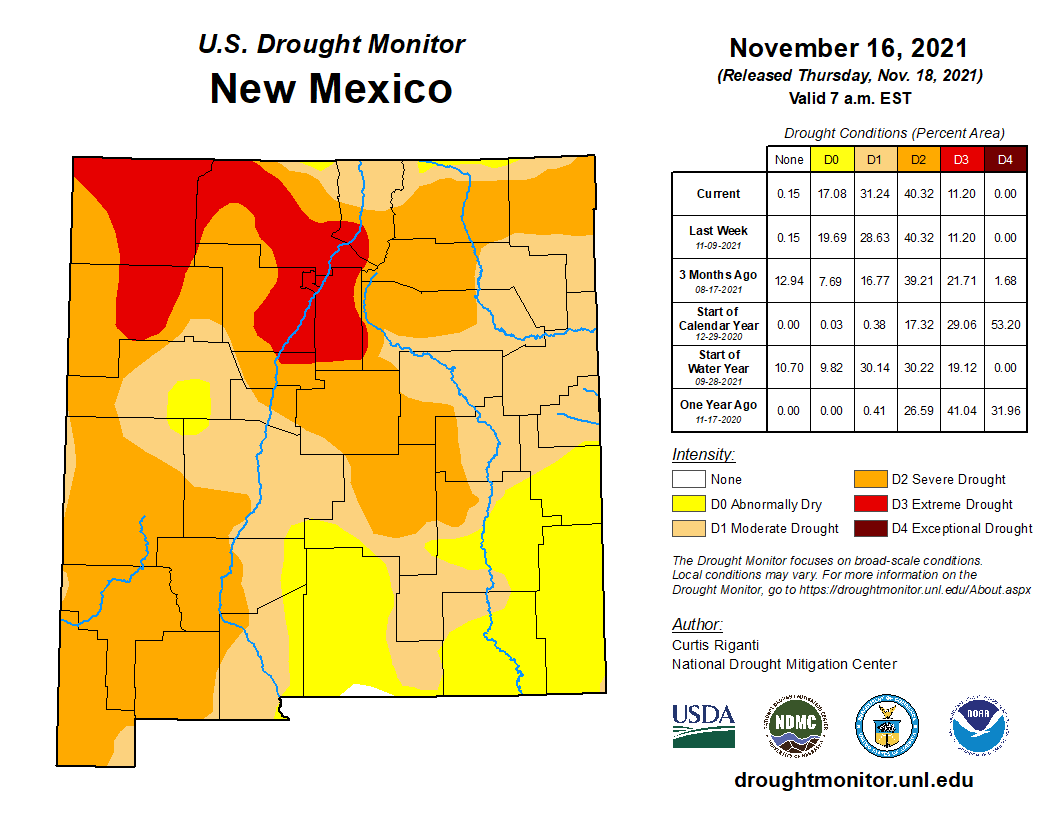 U.S. Drought Monitor
New Mexico
November 16, 2021
(Released Thursday, Nov. 18, 2021)
Valid 7 a.m. EST
Drought Conditions (Percent Area)
None D0 D1 D2 D3 D4
Current 0.15 17.08 31.24 40.32 11.20 0.00
Last Week 0.15 19.69 28.63 40.32 11.20 0.00
11-09-2021
3 Months Ago 12.94 7.69 16.77 39.21 21.71 1.68
08-17-2021
Start of
Calendar Year 0.00 0.03 0.38 17.32 29.06 53.20
12-29-2020
Start of
Water Year 10.70 9.82 30.14 30.22 19.12 0.00
09-28-2021
One Year Ago 0.00 0.00 0.41 26.59 41.04 31.96
11-17-2020
Intensity:
None
D0 Abnormally Dry
D1 Moderate Drought
D2 Severe Drought
D3 Extreme Drought
D4 Exceptional Drought
The Drought Monitor focuses on broad-scale conditions.
Local conditions may vary. For more information on the
Drought Monitor, go to https://droughtmonitor.unl.edu/About.aspx
Author:
Curtis Riganti
National Drought Mitigation Center
USDA
NDMC
NOAA
droughtmonitor.unl.edu